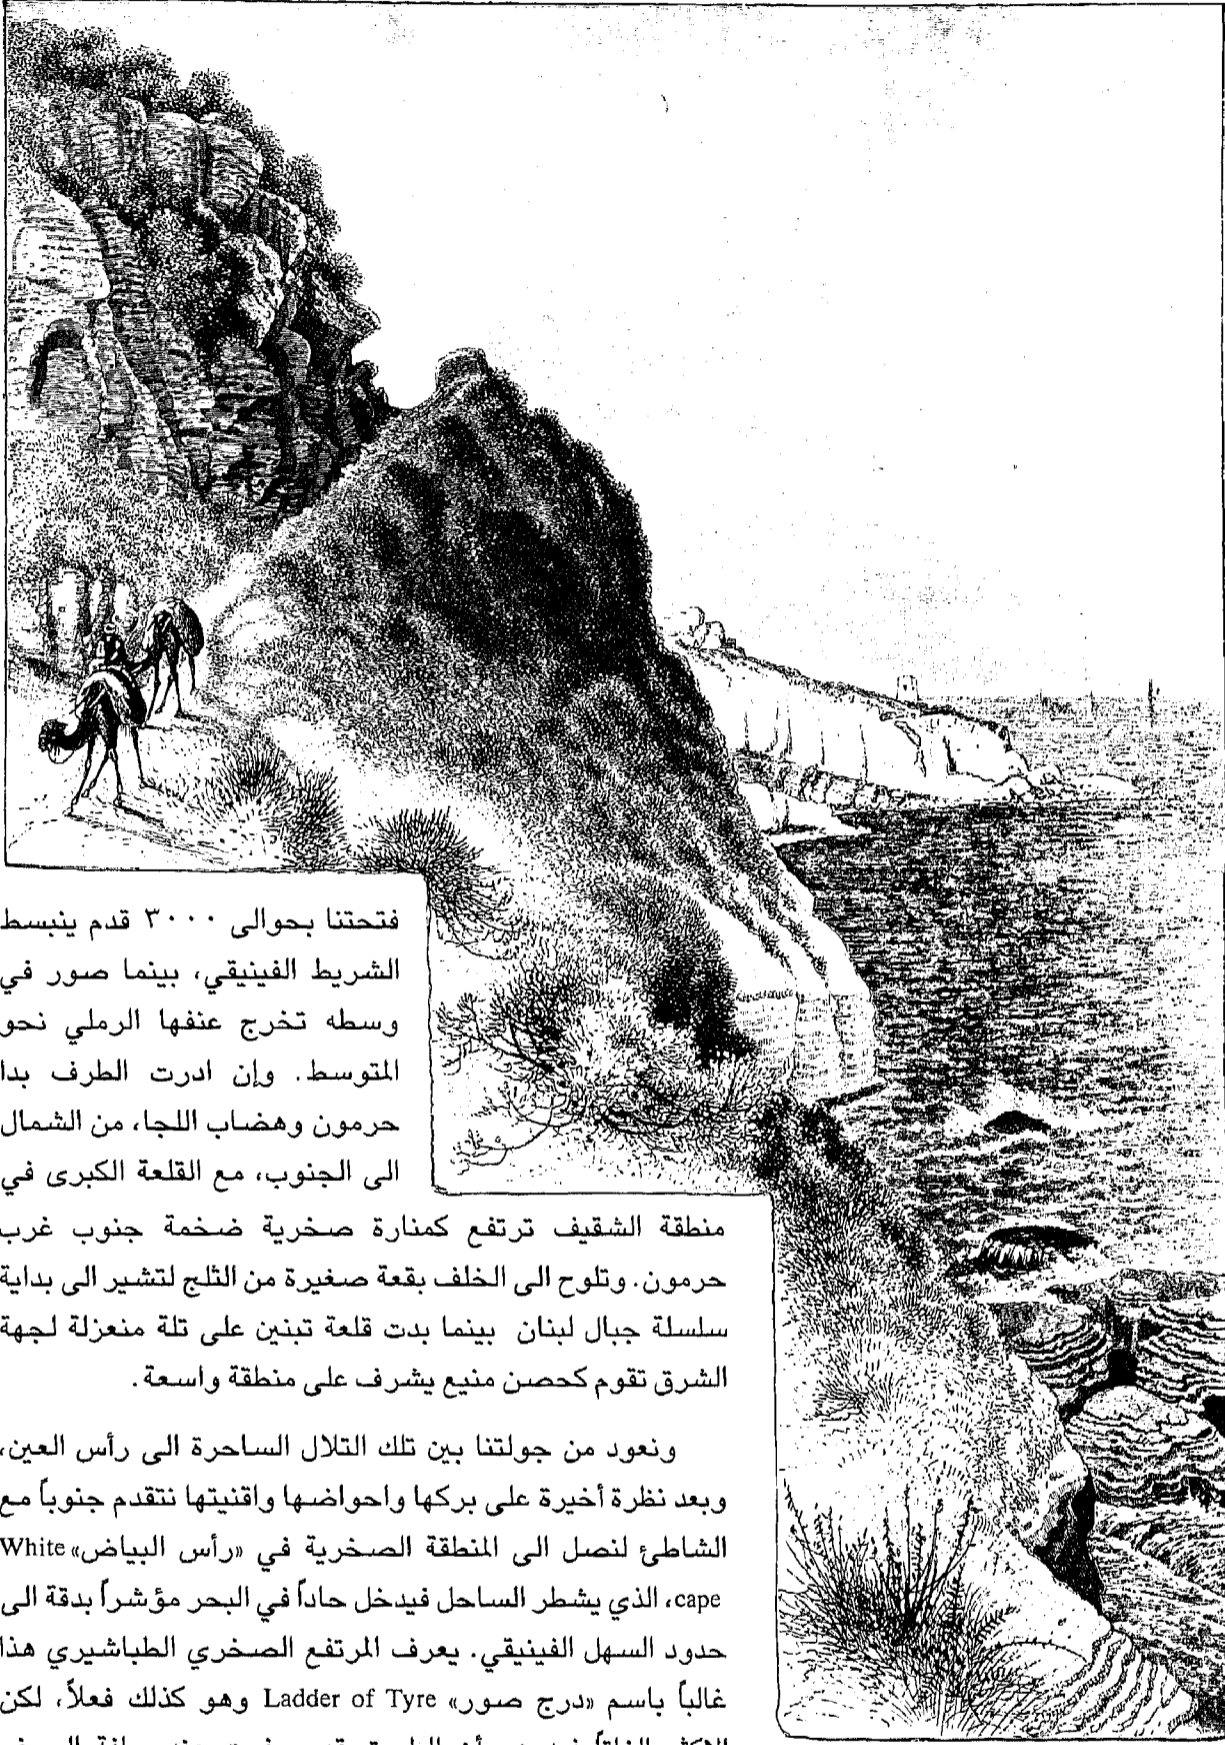 فتحتنا بحوالى ٣٠٠٠ قدم ينبسط
الشريط الفينيقي، بينما صور في
وسطه تخرج عنفها الرملي نحو
المتوسط. وإن ادرت الطرف بدا
حرمون وهضاب اللجا، من الشمال
الى الجنوب، مع القلعة الكبرى في
منطقة الشقيف ترتفع كمنارة صخرية ضخمة جنوب غرب
حرمون. وتلوح الى الخلف بقعة صغيرة من الثلج لتشير الى بداية
سلسلة جبال لبنان بينما بدت قلعة تبنين على تلة منعزلة لجهة
الشرق تقوم كحصن منيع يشرف على منطقة واسعة.
ونعود من جولتنا بين تلك التلال الساحرة الى رأس العين،
وبعد نظرة أخيرة على بركها واحواضها واقنيتها نتقدم جنوباً مع
الشاطئ لنصل الى المنطقة الصخرية في «رأس البياض» White
cape، الذي يشطر الساحل فيدخل حاداً في البحر مؤشراً بدقة الى
حدود السهل الفينيقي. يعرف المرتفع الصخري الطباشيري هذا
غالباً باسم «درج صور» Ladder of Tyre وهو كذلك فعلاً، لكن